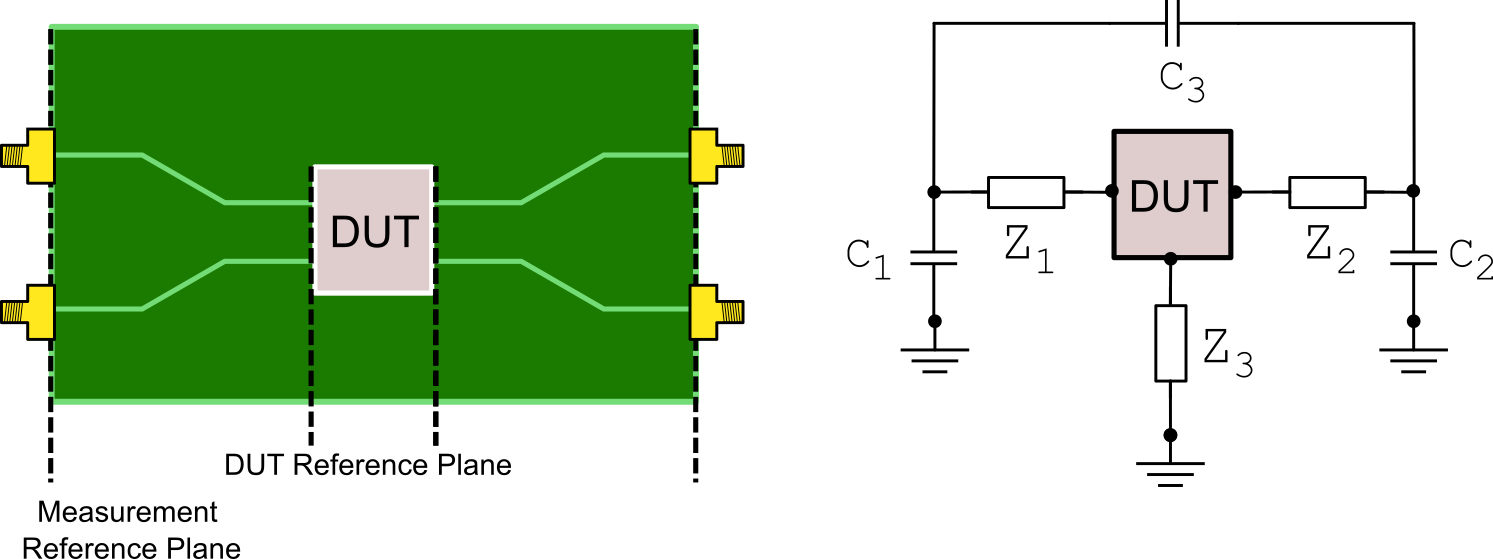 DUT
DUT Reference Plane
Measurement
Reference Plane
C3
DUT
C1
Z1
Z2
C2
Z3